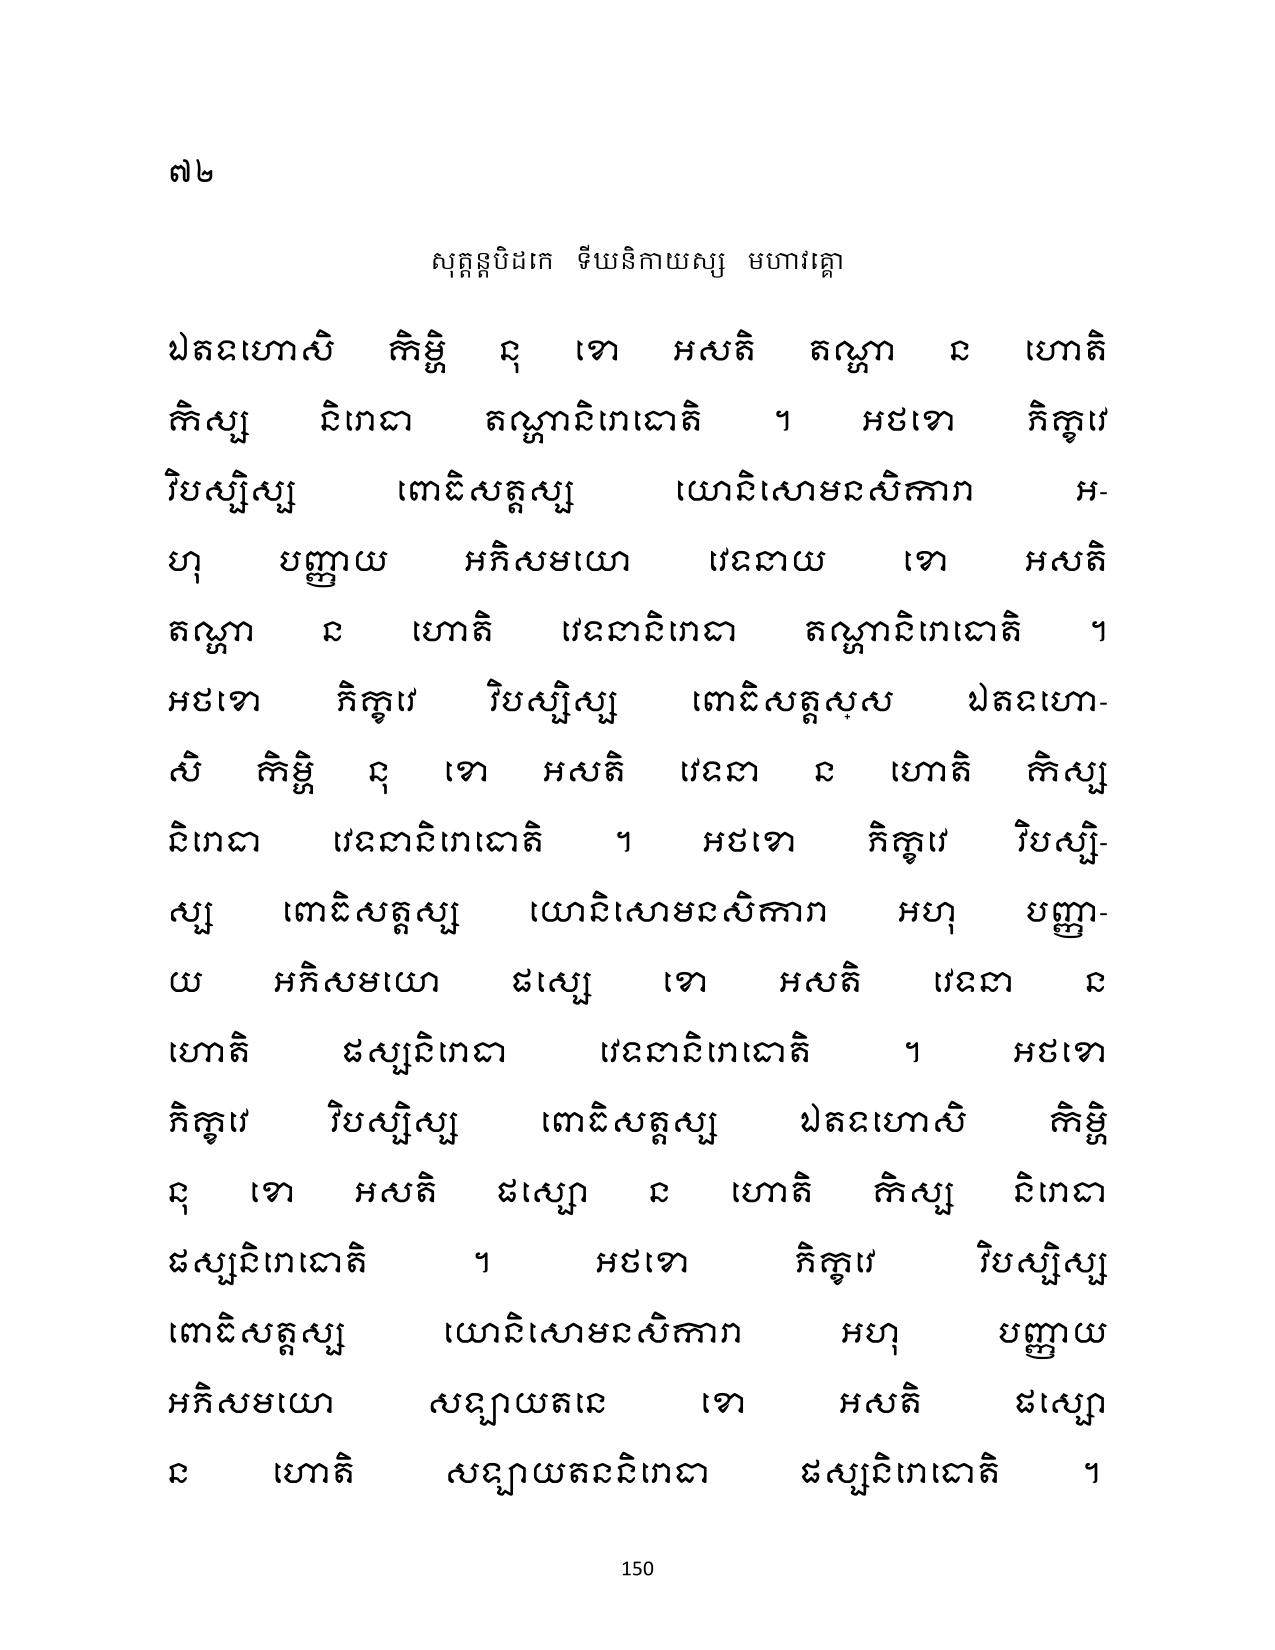 ៧២
សុត្តន្តបិដកេ ទីឃនិកាយស្ស មហាវគ្គោ
ឯតទហោសិ កិម្ហិ នុ ខោ អសតិ តណ្ហា ន ហោតិ
កិស្ស និរោធា តណ្ហានិរោធោតិ ។ អថខោ ភិក្ខវេ
វិបស្សិស្ស ពោធិសត្តស្ស យោនិសោមនសិការា អ-
ហុ បញ្ញាយ អភិសមយោ វេទនាយ ខោ អសតិ
តណ្ហា ន ហោតិ វេទនានិរោធា តណ្ហានិរោធោតិ ។
អថខោ ភិក្ខវេ វិបស្សិស្ស ពោធិសត្តស្ស ឯតទហោ-
សិ កិម្ហិ នុ ខោ អសតិ វេទនា ន ហោតិ កិស្ស
និរោធា វេទនានិរោធោតិ ។ អថខោ ភិក្ខវេ វិបស្សិ-
ស្ស ពោធិសត្តស្ស យោនិសោមនសិការា អហុ បញ្ញា-
យ អភិសមយោ ផស្សេ ខោ អសតិ វេទនា ន
ហោតិ ផស្សនិរោធា វេទនានិរោធោតិ ។ អថខោ
ភិក្ខវេ វិបស្សិស្ស ពោធិសត្តស្ស ឯតទហោសិ កិម្ហិ
នុ ខោ អសតិ ផស្សោ ន ហោតិ កិស្ស និរោធា
ផស្សនិរោធោតិ ។ អថខោ ភិក្ខវេ វិបស្សិស្ស
ពោធិសត្តស្ស យោនិសោមនសិការា អហុ បញ្ញាយ
អភិសមយោ សឡាយតនេ ខោ អសតិ ផស្សោ
ន ហោតិ សឡាយតននិរោធា ផស្សនិរោធោតិ ។
150